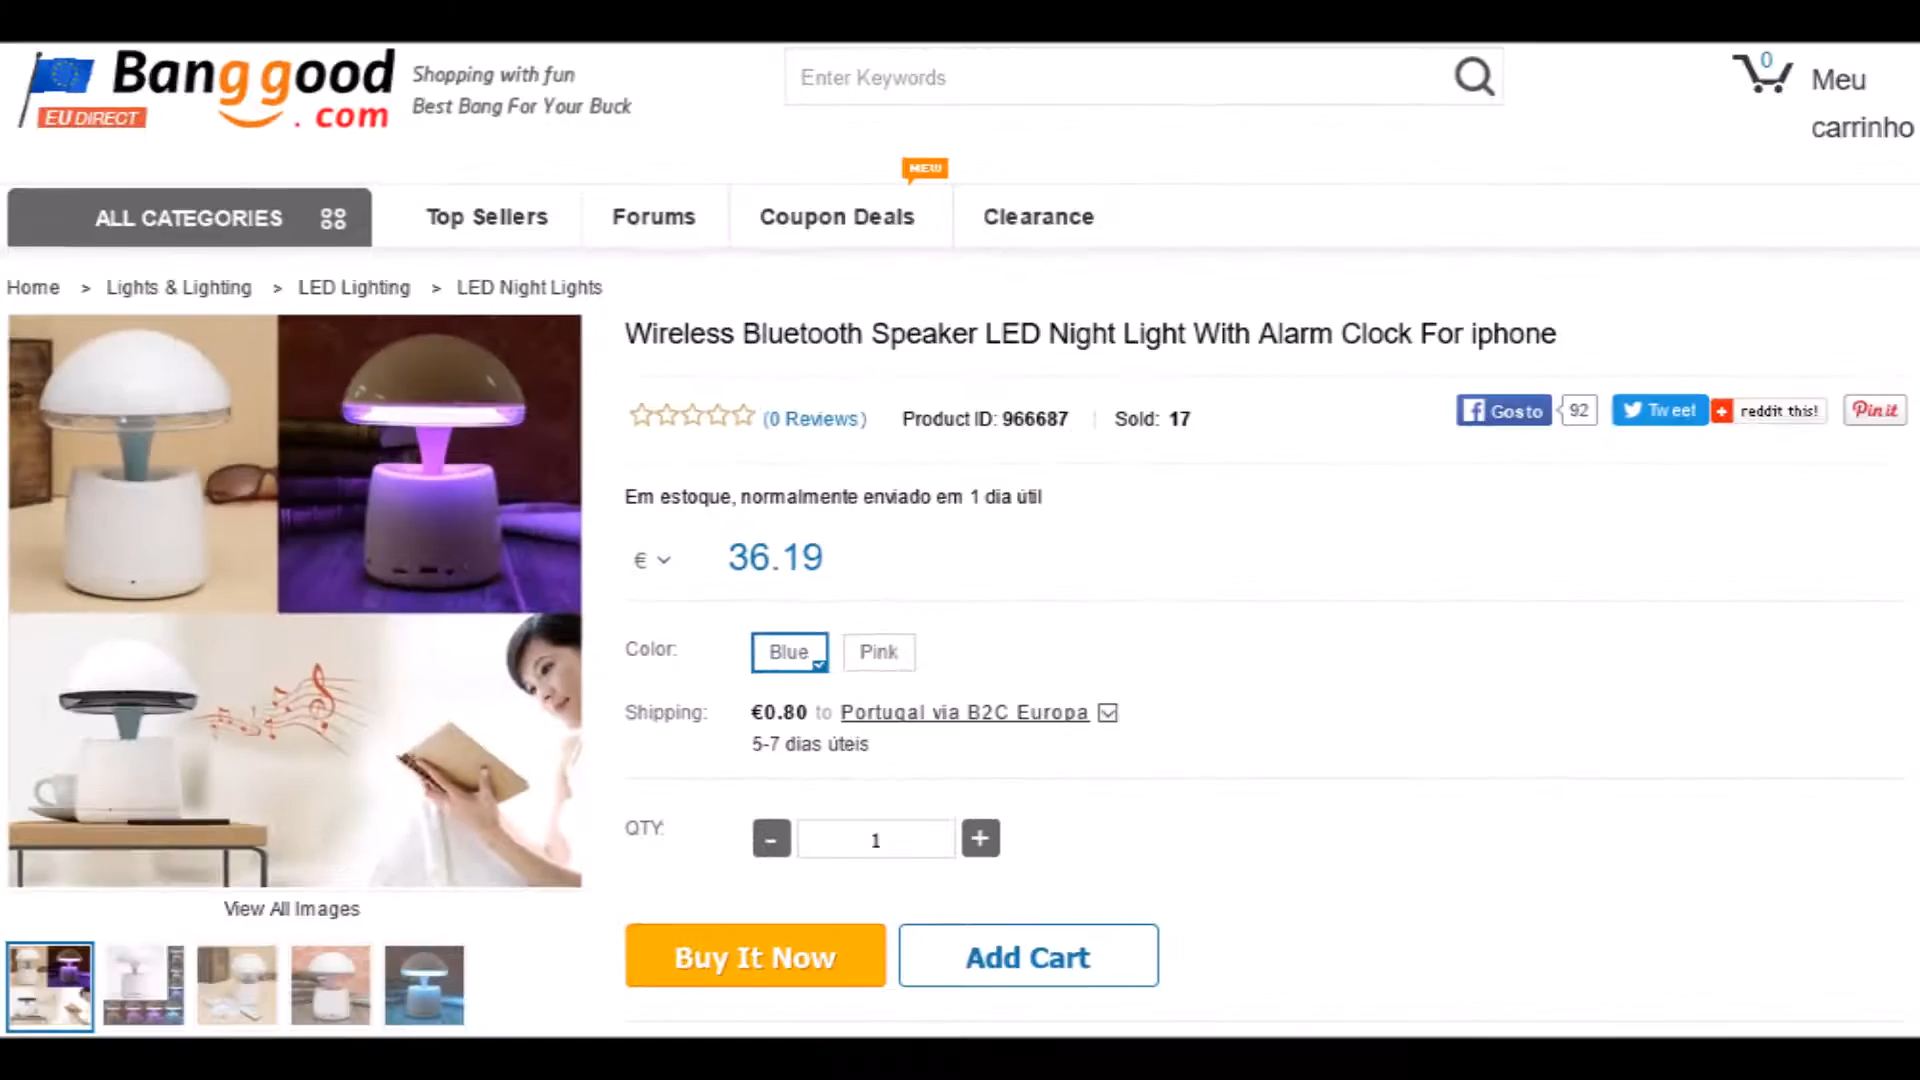 EU DIRECT
Banggood
.com
Shopping with fun
Best Bang For Your Buck
Enter Keywords
0
Meu
carrinho
NEW
ALL CATEGORIES
Top Sellers
Forums
Coupon Deals
Clearance
Home > Lights & Lighting > LED Lighting > LED Night Lights
Wireless Bluetooth Speaker LED Night Light With Alarm Clock For iphone
(0 Reviews)
Product ID: 966687
Sold: 17
Gosto
92
Tweet
reddit this!
Pin it
Em estoque, normalmente enviado em 1 dia útil
€ 36.19
Color:
Blue
Pink
Shipping:
€0.80 to Portugal via B2C Europa
5-7 dias úteis
QTY:
- 1 +
View All Images
Buy It Now
Add Cart